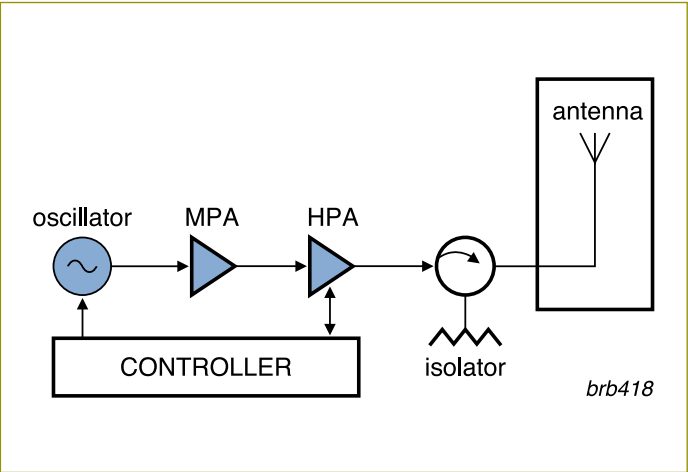 antenna
oscillator
MPA
HPA
CONTROLLER
isolator
brb418